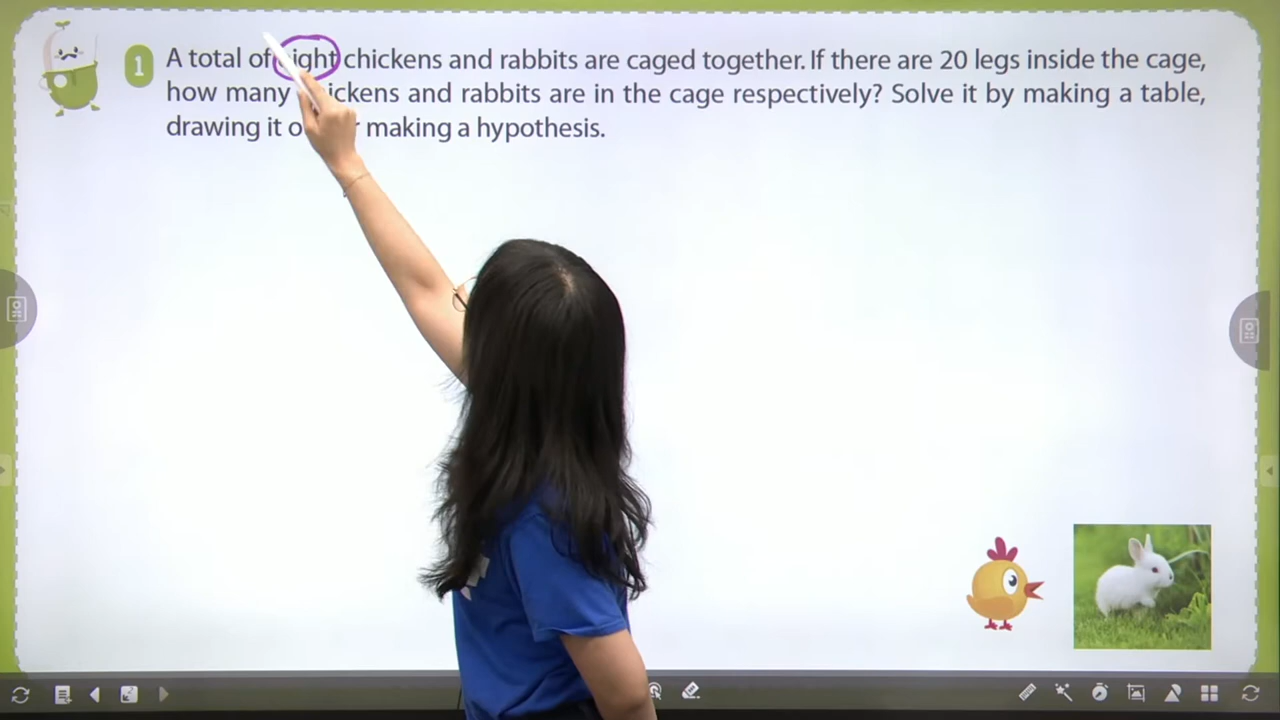 1
A total of eight chickens and rabbits are caged together. If there are 20 legs inside the cage,
how many chickens and rabbits are in the cage respectively? Solve it by making a table,
drawing it making a hypothesis.